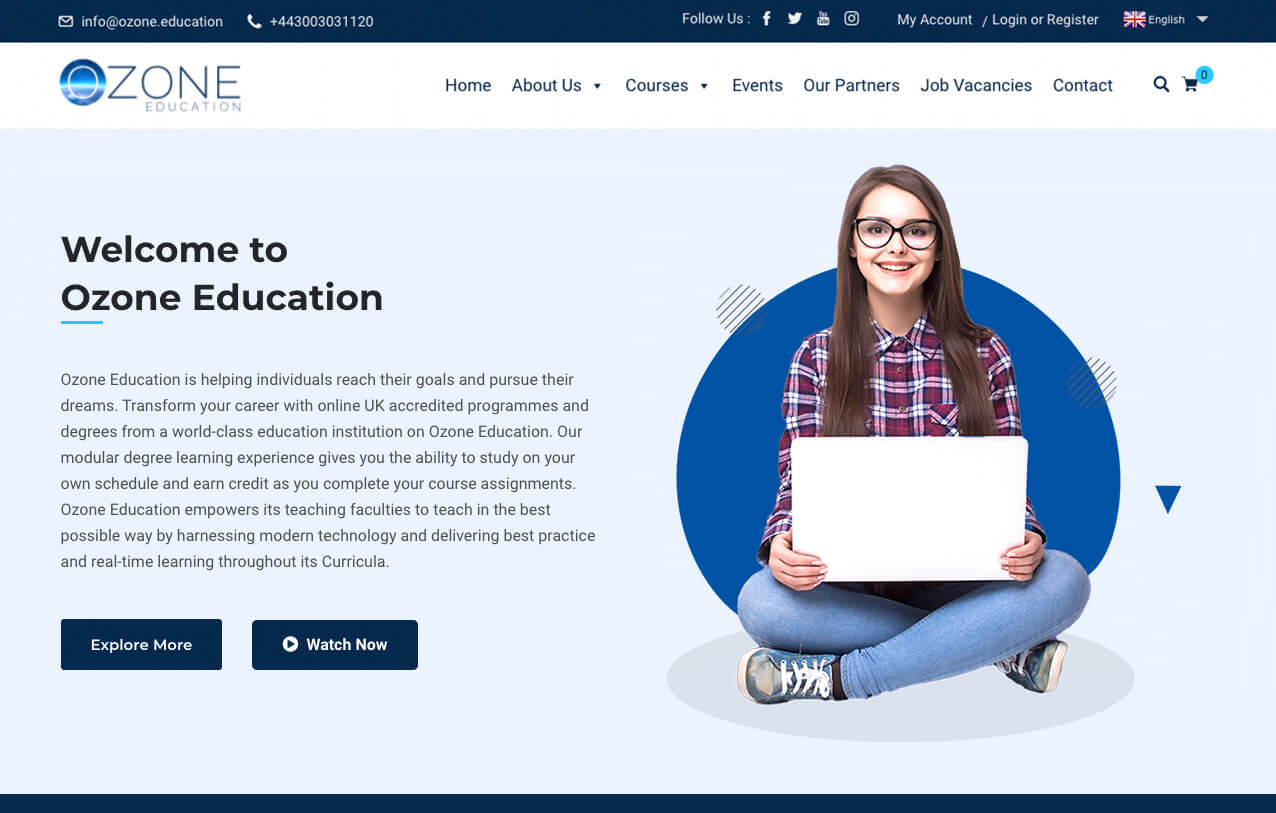 info@ozone.education
+443003031120
Follow Us :
My Account / Login or Register
English
OZONE
EDUCATION
Home
About Us
Courses
Events
Our Partners
Job Vacancies
Contact
0
Welcome to
Ozone Education
Ozone Education is helping individuals reach their goals and pursue their
dreams. Transform your career with online UK accredited programmes and
degrees from a world-class education institution on Ozone Education. Our
modular degree learning experience gives you the ability to study on your
own schedule and earn credit as you complete your course assignments.
Ozone Education empowers its teaching faculties to teach in the best
possible way by harnessing modern technology and delivering best practice
and real-time learning throughout its Curricula.
Explore More
Watch Now